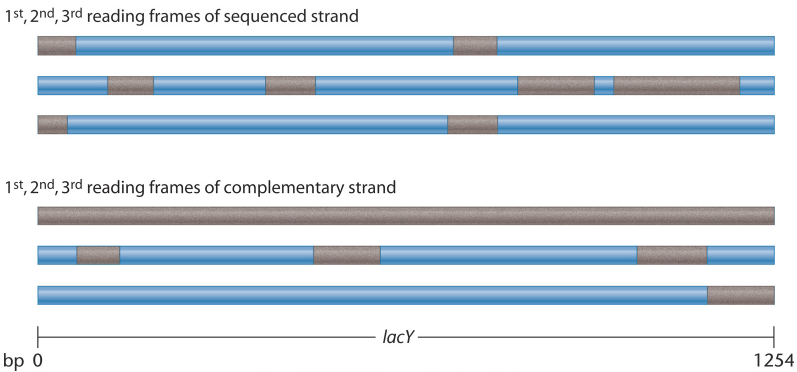 1st, 2nd, 3rd reading frames of sequenced strand
1st, 2nd, 3rd reading frames of complementary strand
lacY
bp 0 1254